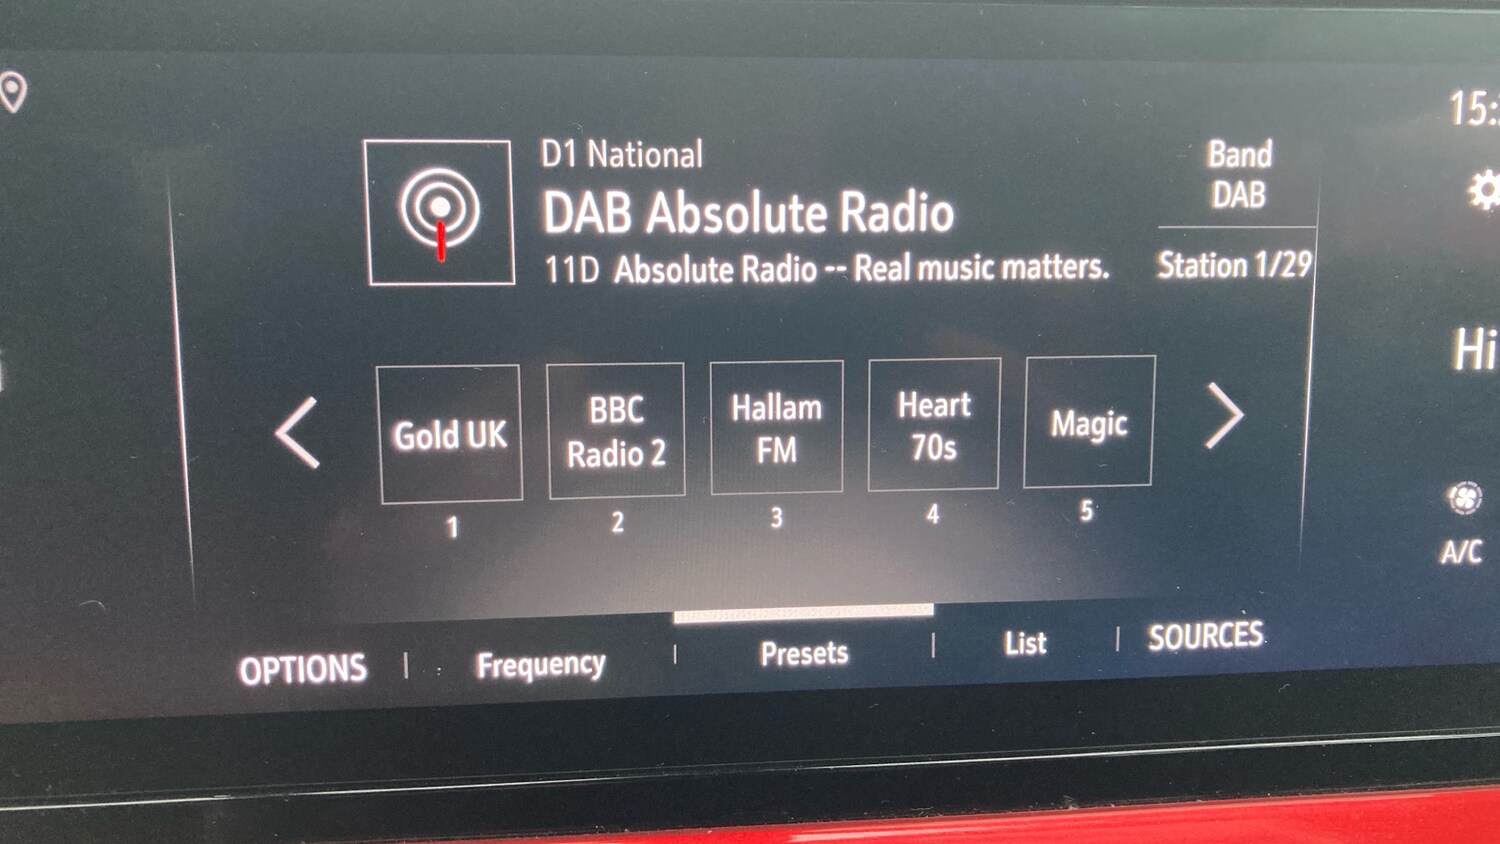 D1 National
DAB Absolute Radio
11D Absolute Radio -- Real music matters.
Band
DAB
Station 1/29
15:
Hi
Gold UK
BBC
Radio 2
Hallam
FM
Heart
70s
Magic
1
2
3
4
5
A/C
OPTIONS
Frequency
Presets
List
SOURCES